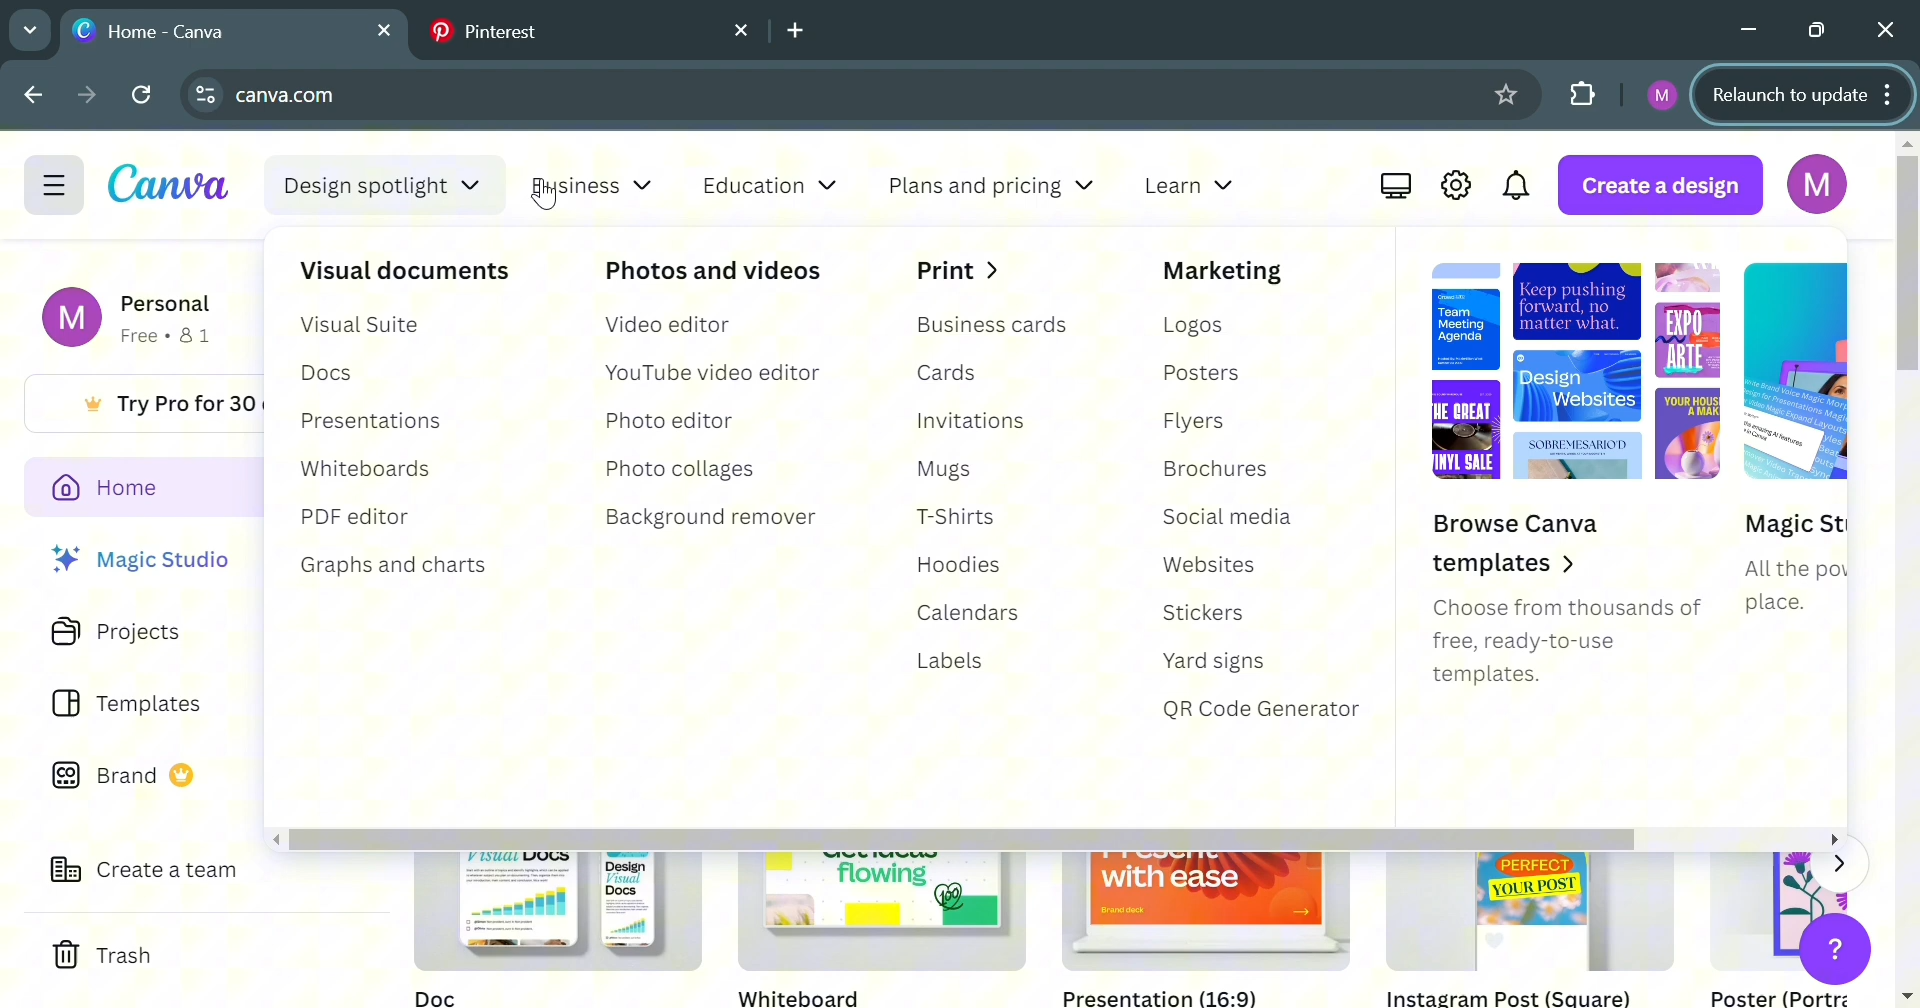 Home - Canva
Pinterest
canva.com
M
Relaunch to update
Canva
Design spotlight
Business
Education
Plans and pricing
Learn
Create a design
M
M
Personal
Free • 1
Try Pro for 30
Home
Magic Studio
Projects
Templates
Brand
Create a team
Trash
Visual documents
Visual Suite
Docs
Presentations
Whiteboards
PDF editor
Graphs and charts
Photos and videos
Video editor
YouTube video editor
Photo editor
Photo collages
Background remover
Print
Business cards
Cards
Invitations
Mugs
T-Shirts
Hoodies
Calendars
Labels
Marketing
Logos
Posters
Flyers
Brochures
Social media
Websites
Stickers
Yard signs
QR Code Generator
Team
Meeting
Agenda
Keep pushing
forward, no
matter what.
EXPO
ARTE
Design
Websites
THE GREAT
VINYL SALE
SOBREMESARIO'D
YOUR HOUS
A MAK
Browse Canva
templates
Choose from thousands of
free, ready-to-use
templates.
Magic Stu
All the pow
place.
Visual Docs
Design
Visual
Docs
Get ideas
flowing
100
Present
with ease
Brand deck
PERFECT
YOUR POST
?
Doc
Whiteboard
Presentation (16:9)
Instagram Post (Square)
Poster (Portra